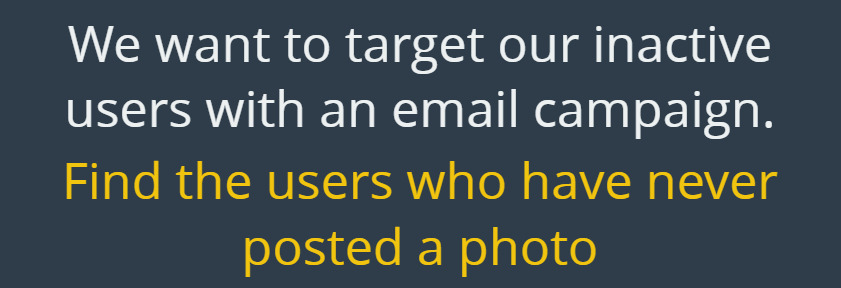 We want to target our inactive
users with an email campaign.
Find the users who have never
posted a photo